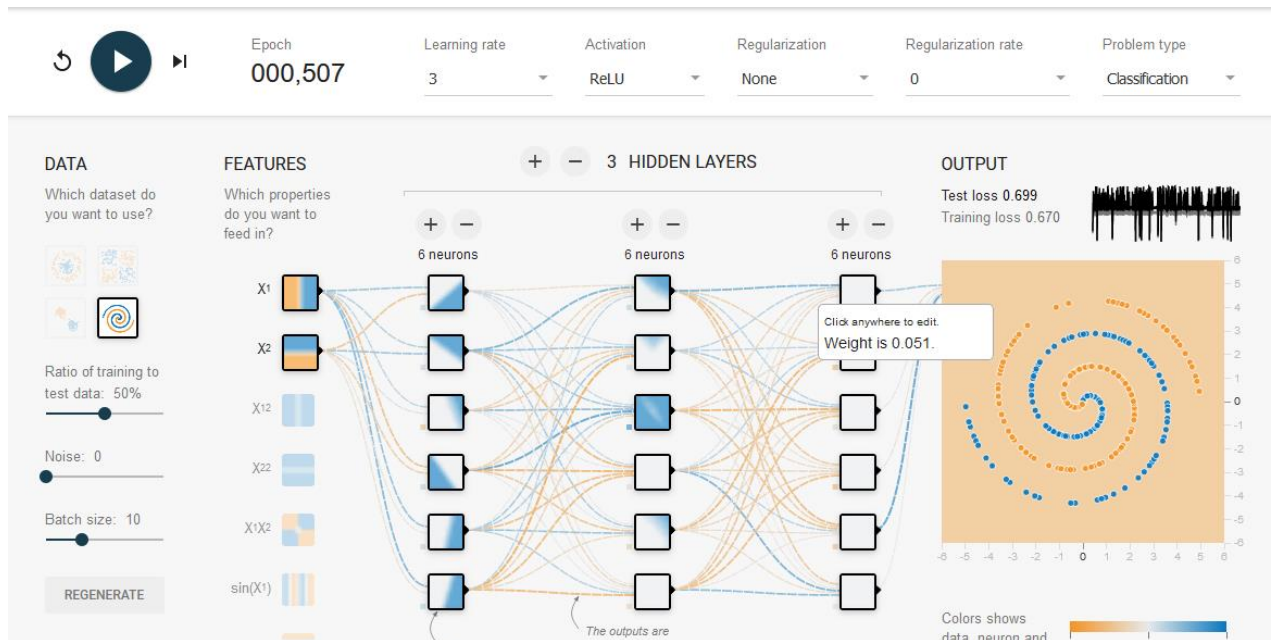 Epoch
000,507
Learning rate
3
Activation
ReLU
Regularization
None
Regularization rate
0
Problem type
Classification
DATA
Which dataset do
you want to use?
Ratio of training to
test data: 50%
Noise: 0
Batch size: 10
REGENERATE
FEATURES
Which properties
do you want to
feed in?
X1
X2
X12
X22
X1X2
sin(X1)
+ − 3 HIDDEN LAYERS
+ −
6 neurons
+ −
6 neurons
+ −
6 neurons
Click anywhere to edit.
Weight is 0.051.
The outputs are
OUTPUT
Test loss 0.699
Training loss 0.670
6
5
4
3
2
1
0
-1
-2
-3
-4
-5
-6
-6 -5 -4 -3 -2 -1 0 1 2 3 4 5 6
Colors shows
data, neuron and